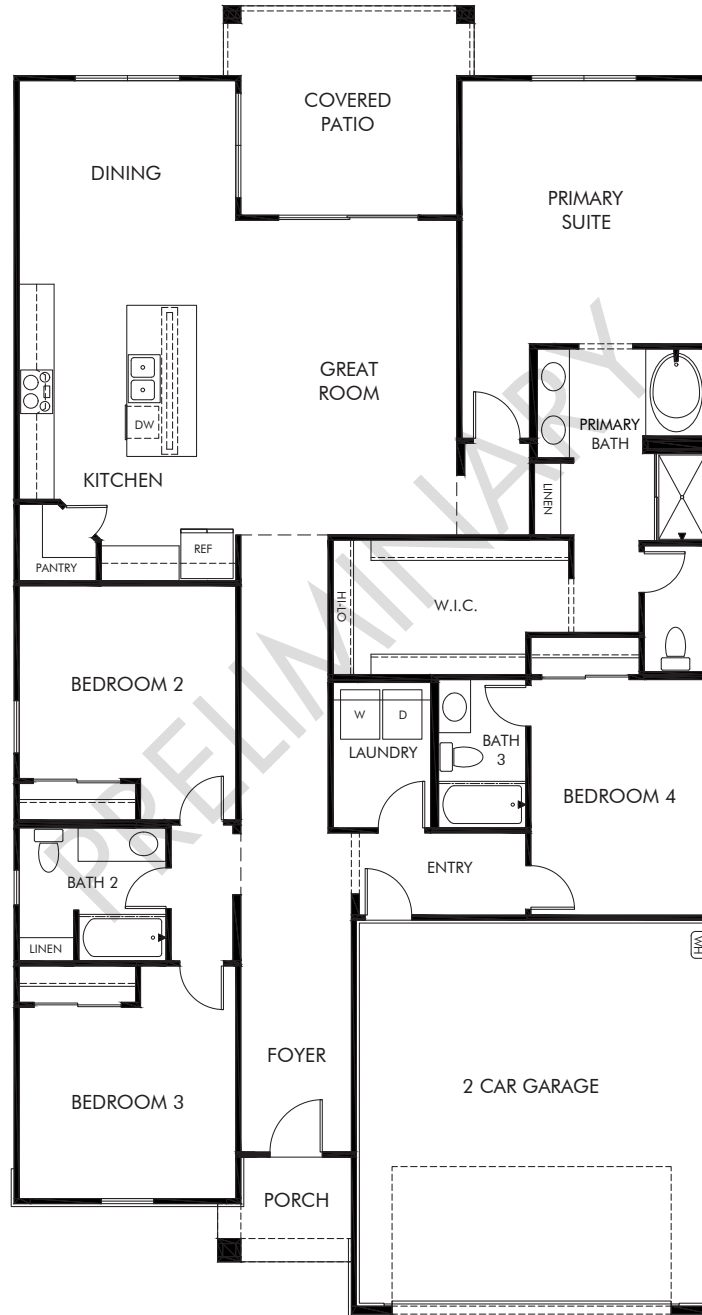 COVERED
PATIO
DINING
PRIMARY
SUITE
GREAT
ROOM
PRIMARY
BATH
DW
KITCHEN
LINEN
REF
PANTRY
HI-LO
W.I.C.
BEDROOM 2
W
D
LAUNDRY
BATH
3
BEDROOM 4
ENTRY
BATH 2
LINEN
WH
FOYER
2 CAR GARAGE
BEDROOM 3
PORCH
PRELIMINARY